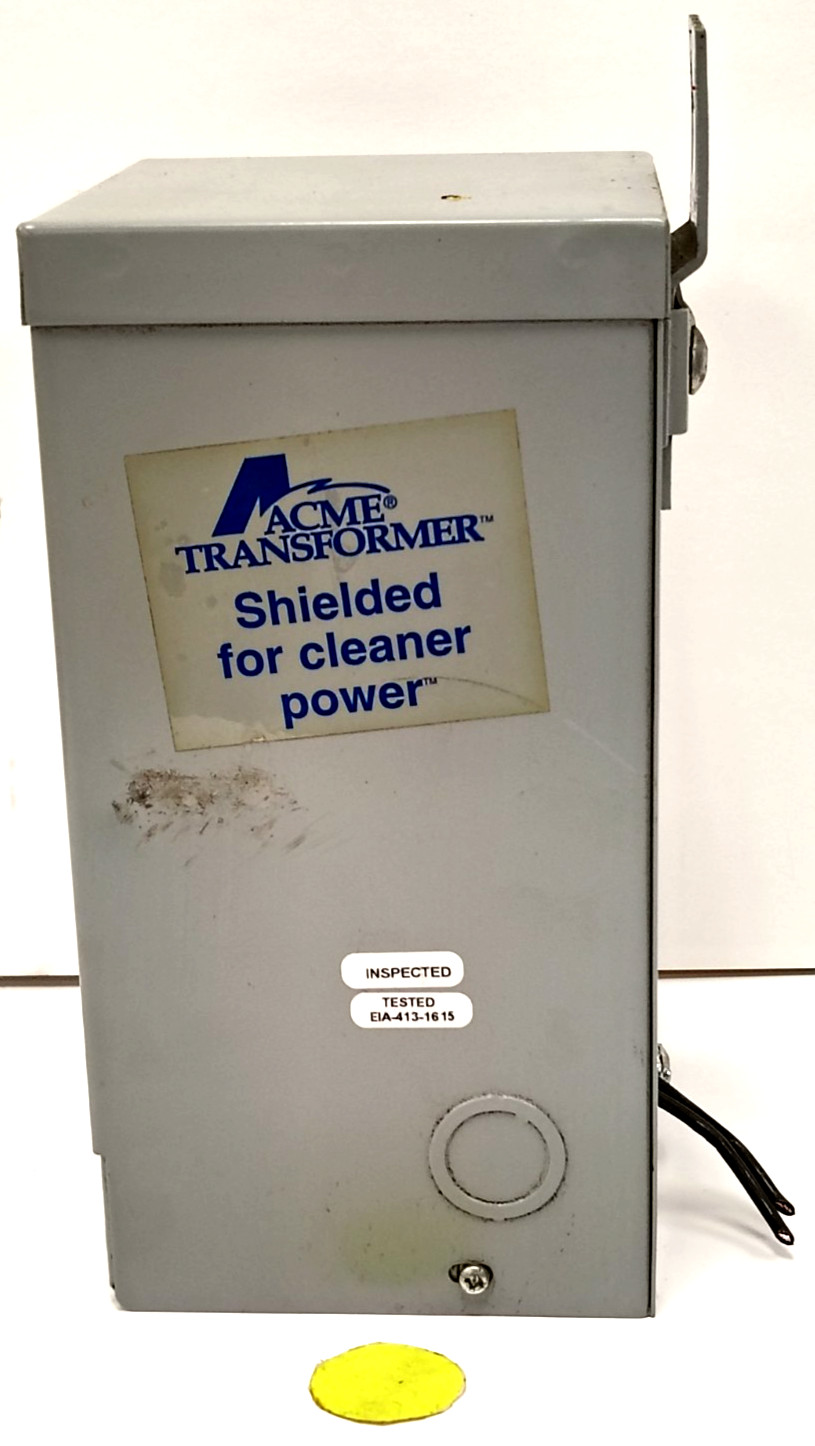 ACME®
TRANSFORMER™
Shielded
for cleaner
power™
INSPECTED
TESTED
EIA-413-1615